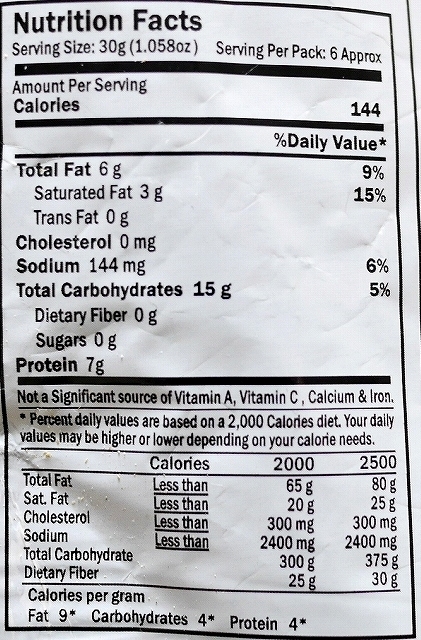 Nutrition Facts
Serving Size: 30g (1.058oz) Serving Per Pack: 6 Approx
Amount Per Serving
Calories 144
%Daily Value*
Total Fat 6 g 9%
Saturated Fat 3 g 15%
Trans Fat 0 g
Cholesterol 0 mg
Sodium 144 mg 6%
Total Carbohydrates 15 g 5%
Dietary Fiber 0 g
Sugars 0 g
Protein 7g
Not a Significant source of Vitamin A, Vitamin C , Calcium & Iron.
* Percent daily values are based on a 2,000 Calories diet. Your daily
values may be higher or lower depending on your calorie needs.
Calories 2000 2500
Total Fat Less than 65 g 80 g
Sat. Fat Less than 20 g 25 g
Cholesterol Less than 300 mg 300 mg
Sodium Less than 2400 mg 2400 mg
Total Carbohydrate 300 g 375 g
Dietary Fiber 25 g 30 g
Calories per gram
Fat 9* Carbohydrates 4* Protein 4*